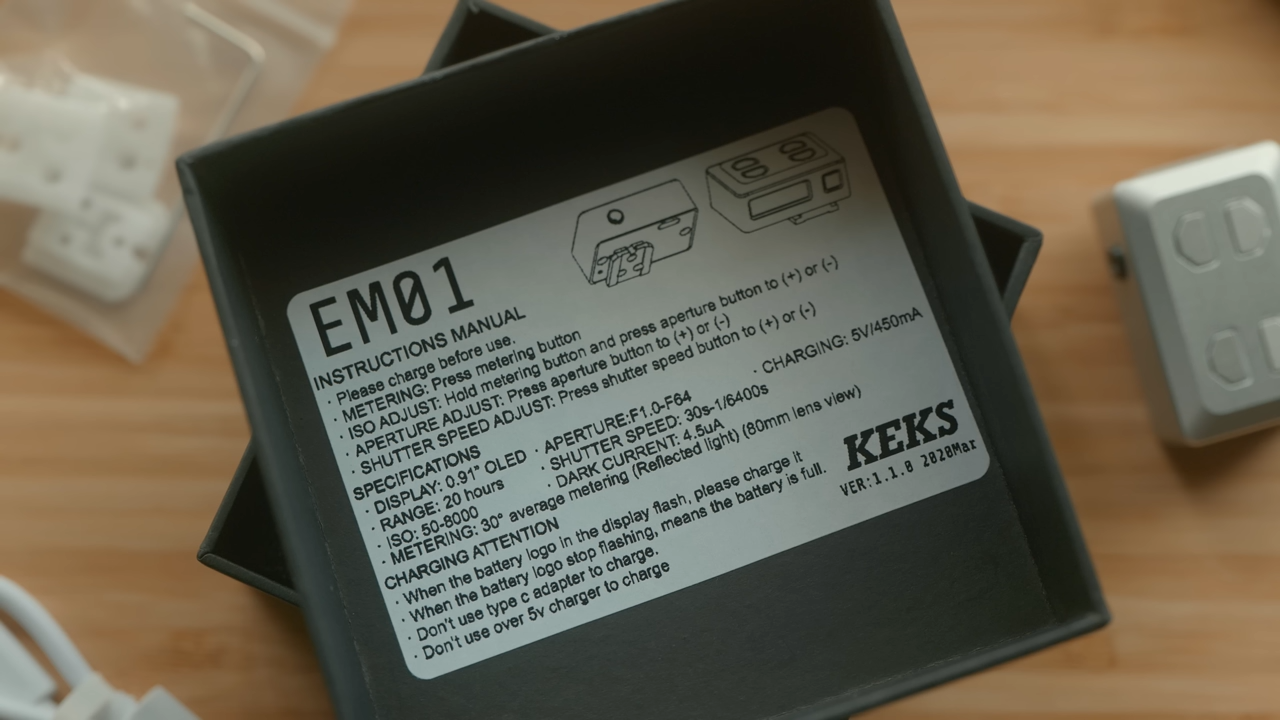 EM01
INSTRUCTIONS MANUAL
· Please charge before use.
· METERING: Press metering button
· ISO ADJUST: Hold metering button and press aperture button to (+) or (-)
· APERTURE ADJUST: Press aperture button to (+) or (-)
· SHUTTER SPEED ADJUST: Press shutter speed button to (+) or (-)
SPECIFICATIONS
· DISPLAY: 0.91" OLED · APERTURE:F1.0-F64 · CHARGING: 5V/450mA
· RANGE: 20 hours · SHUTTER SPEED: 30s-1/6400s
· ISO: 50-8000 · DARK CURRENT: 4.5uA
· METERING: 30° average metering (Reflected light) (80mm lens view)
CHARGING ATTENTION
· When the battery logo in the display flash, please charge it
· When the battery logo stop flashing, means the battery is full.
· Don't use type c adapter to charge.
· Don't use over 5v charger to charge
KEKS
VER:1.1.0 2020Mar